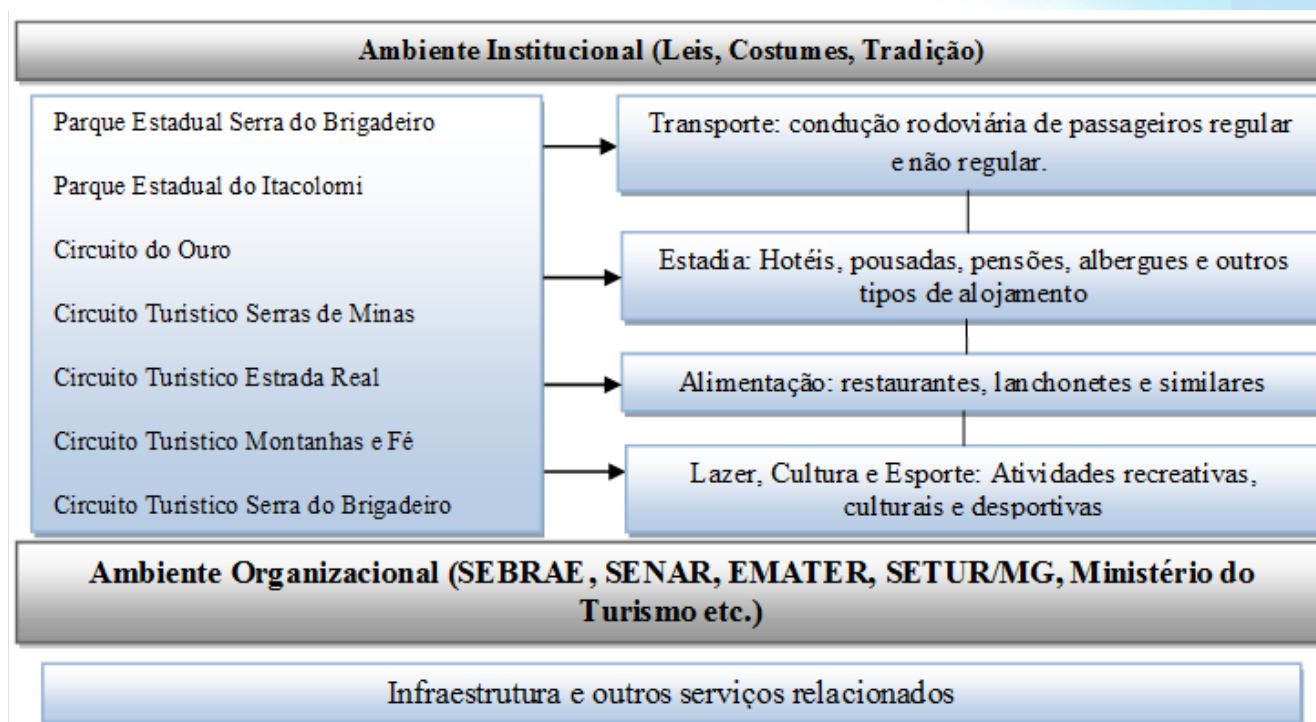 Ambiente Institucional (Leis, Costumes, Tradição)
Parque Estadual Serra do Brigadeiro
Parque Estadual do Itacolomi
Circuito do Ouro
Circuito Turístico Serras de Minas
Circuito Turístico Estrada Real
Circuito Turístico Montanhas e Fé
Circuito Turístico Serra do Brigadeiro
Transporte: condução rodoviária de passageiros regular
e não regular.
Estadia: Hotéis, pousadas, pensões, albergues e outros
tipos de alojamento
Alimentação: restaurantes, lanchonetes e similares
Lazer, Cultura e Esporte: Atividades recreativas,
culturais e desportivas
Ambiente Organizacional (SEBRAE, SENAR, EMATER, SETUR/MG, Ministério do
Turismo etc.)
Infraestrutura e outros serviços relacionados